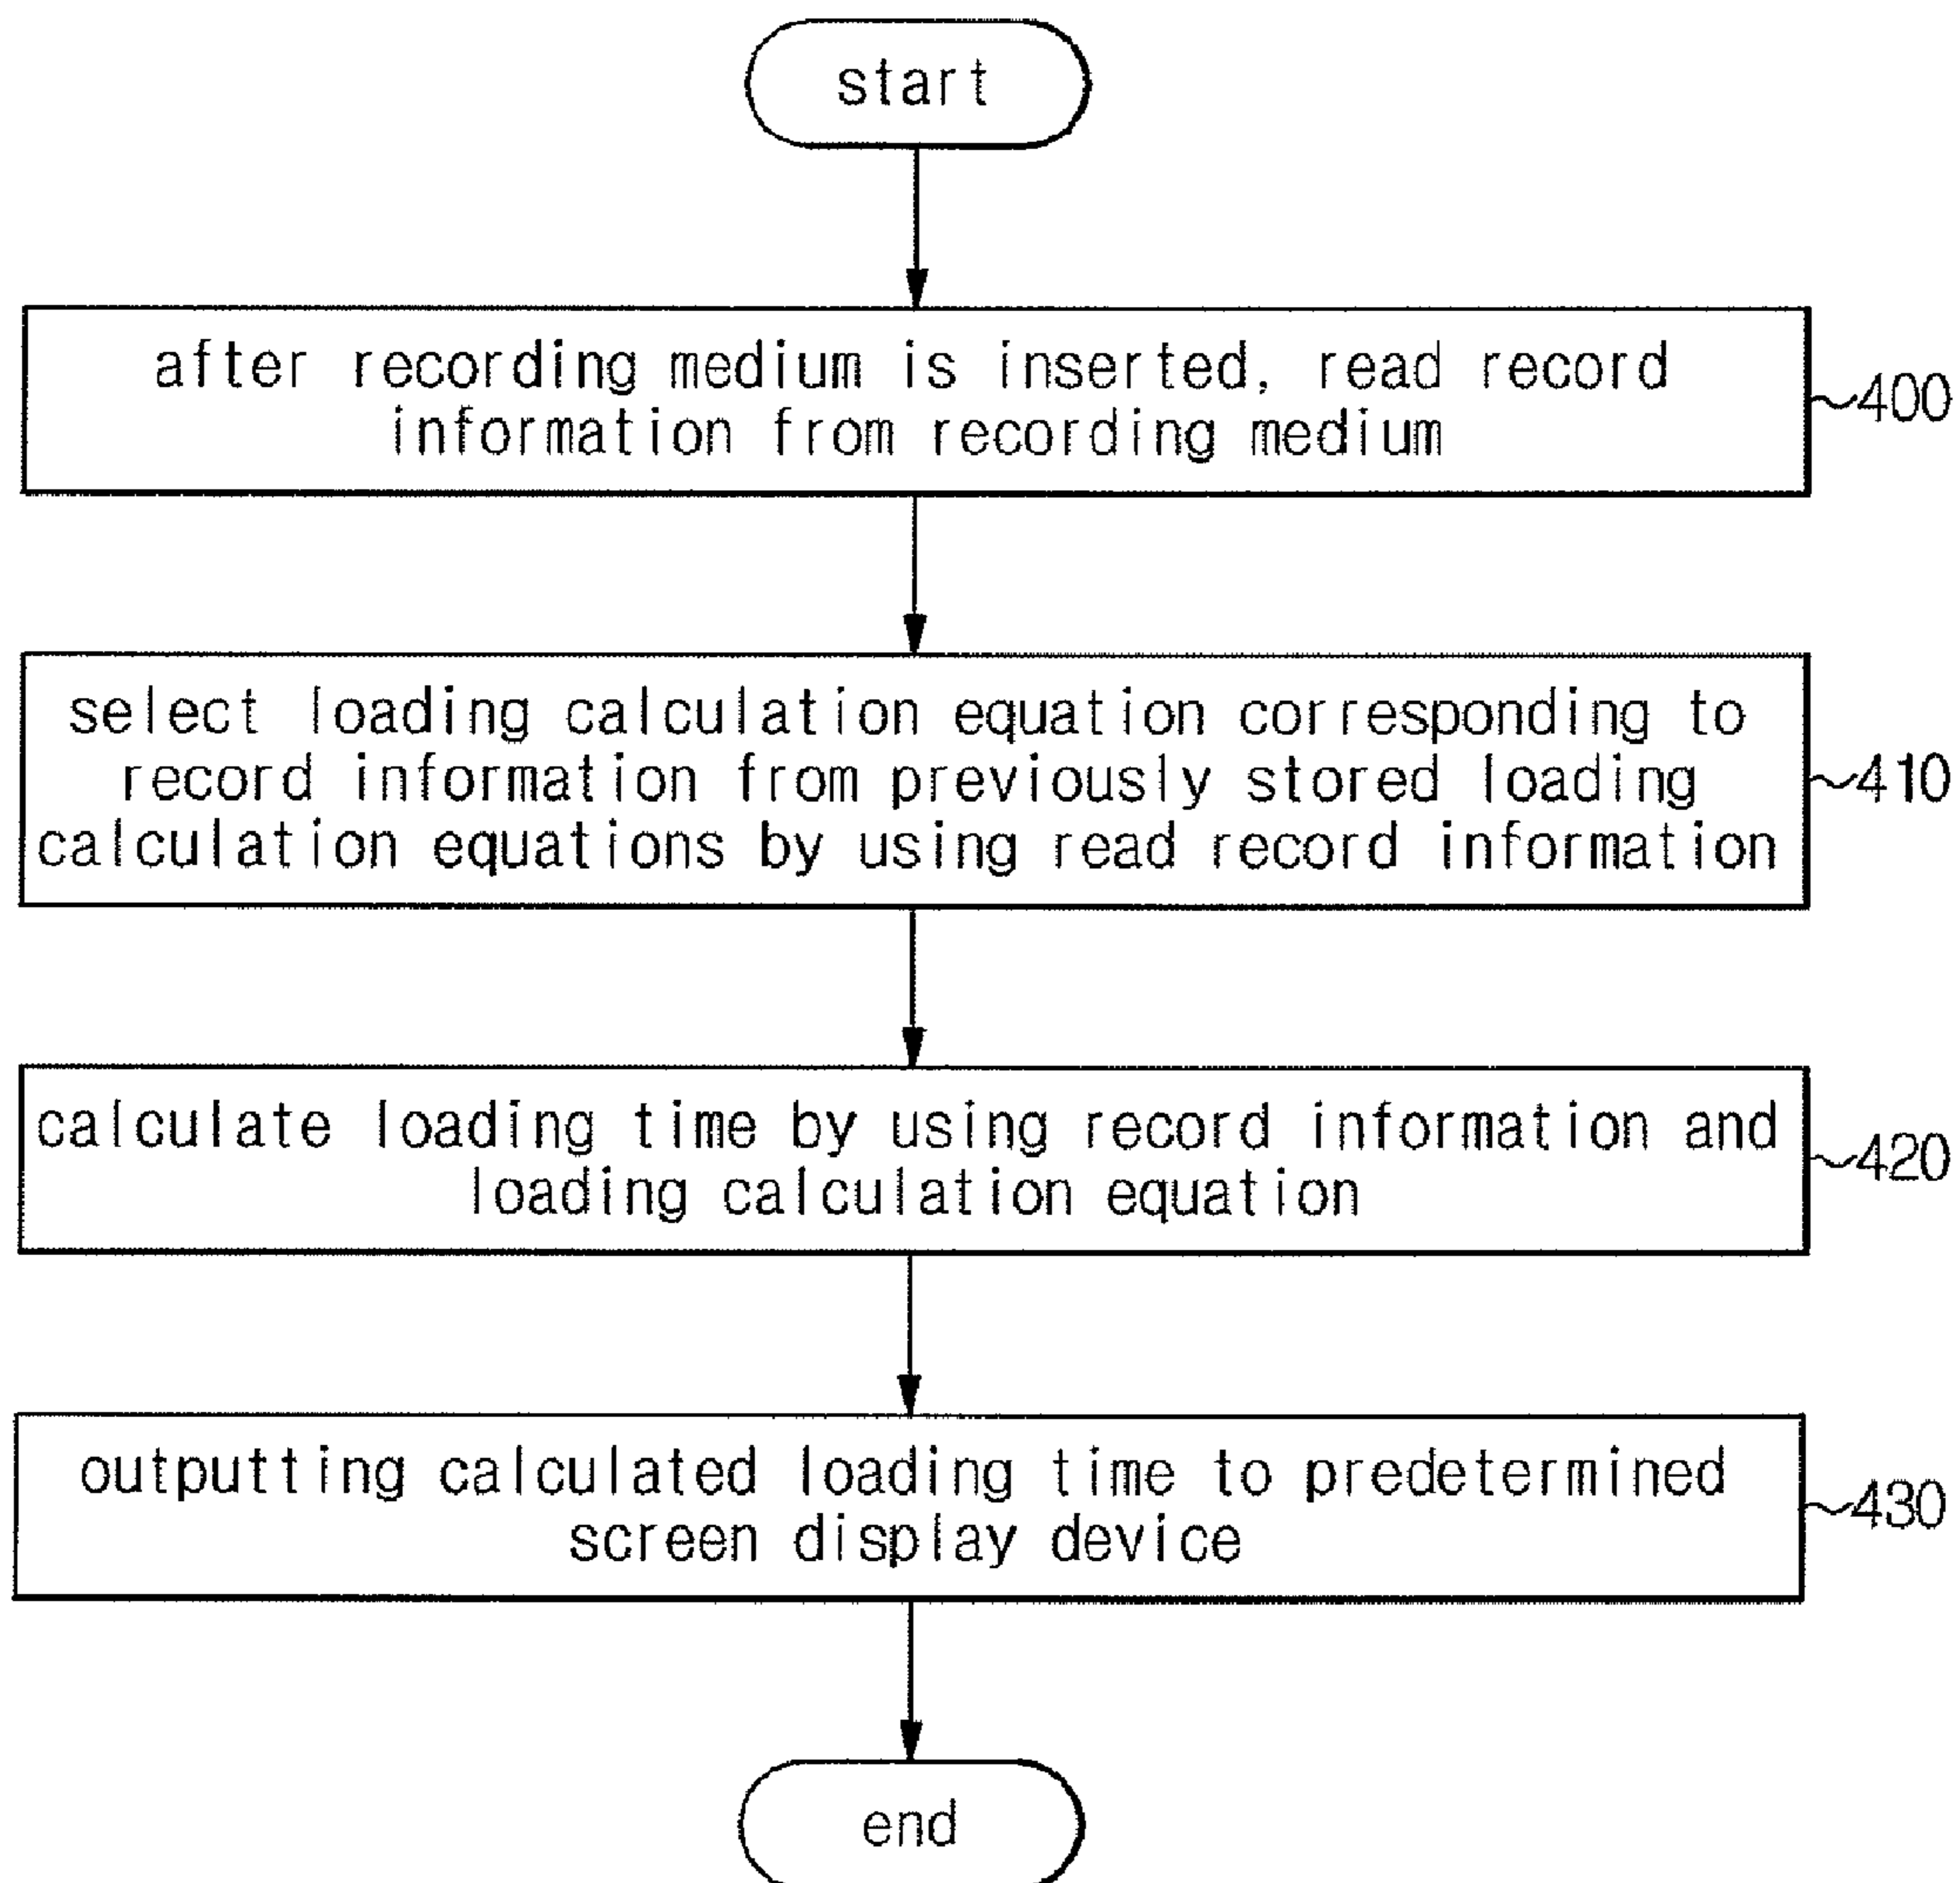 start
after recording medium is inserted, read record
information from recording medium
400
select loading calculation equation corresponding to
record information from previously stored loading
calculation equations by using read record information
410
calculate loading time by using record information and
loading calculation equation
420
outputting calculated loading time to predetermined
screen display device
430
end